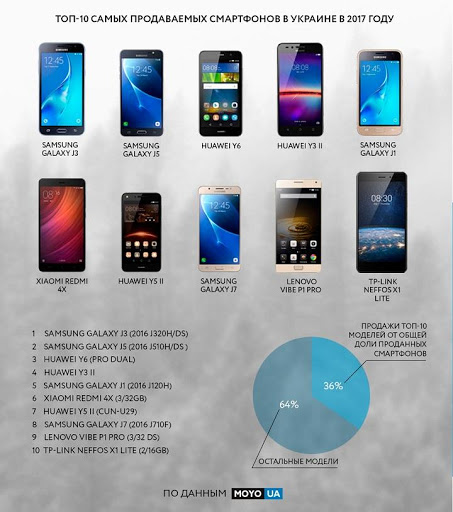 ТОП-10 САМЫХ ПРОДАВАЕМЫХ СМАРТФОНОВ В УКРАИНЕ В 2017 ГОДУ
SAMSUNG
GALAXY J3
SAMSUNG
GALAXY J5
HUAWEI Y6
HUAWEI Y3 II
SAMSUNG
GALAXY J1
XIAOMI REDMI
4X
HUAWEI Y5 II
SAMSUNG
GALAXY J7
LENOVO
VIBE P1 PRO
TP-LINK
NEFFOS X1
LITE
1 SAMSUNG GALAXY J3 (2016 J320H/DS)
2 SAMSUNG GALAXY J5 (2016 J510H/DS )
3 HUAWEI Y6 (PRO DUAL)
4 HUAWEI Y3 II
5 SAMSUNG GALAXY J1 (2016 J120H)
6 XIAOMI REDMI 4X (3/32GB)
7 HUAWEI Y5 II (CUN-U29)
8 SAMSUNG GALAXY J7 (2016 J710F)
9 LENOVO VIBE P1 PRO (3/32 DS)
10 TP-LINK NEFFOS X1 LITE (2/16GB)
ПРОДАЖИ ТОП-10
МОДЕЛЕЙ ОТ ОБЩЕЙ
ДОЛИ ПРОДАННЫХ
СМАРТФОНОВ
36%
64%
ОСТАЛЬНЫЕ МОДЕЛИ
ПО ДАННЫМ MOYO UA